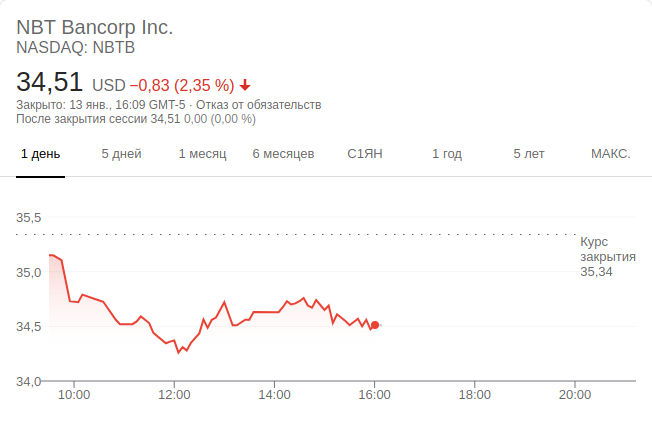 NBT Bancorp Inc.
NASDAQ: NBTB
34,51 USD −0,83 (2,35 %)
Закрыто: 13 янв., 16:09 GMT-5 · Отказ от обязательств
После закрытия сессии 34,51 0,00 (0,00 %)
1 день 5 дней 1 месяц 6 месяцев С1ЯН 1 год 5 лет МАКС.
35,5
Курс
закрытия
35,34
35,0
34,5
34,0
10:00 12:00 14:00 16:00 18:00 20:00